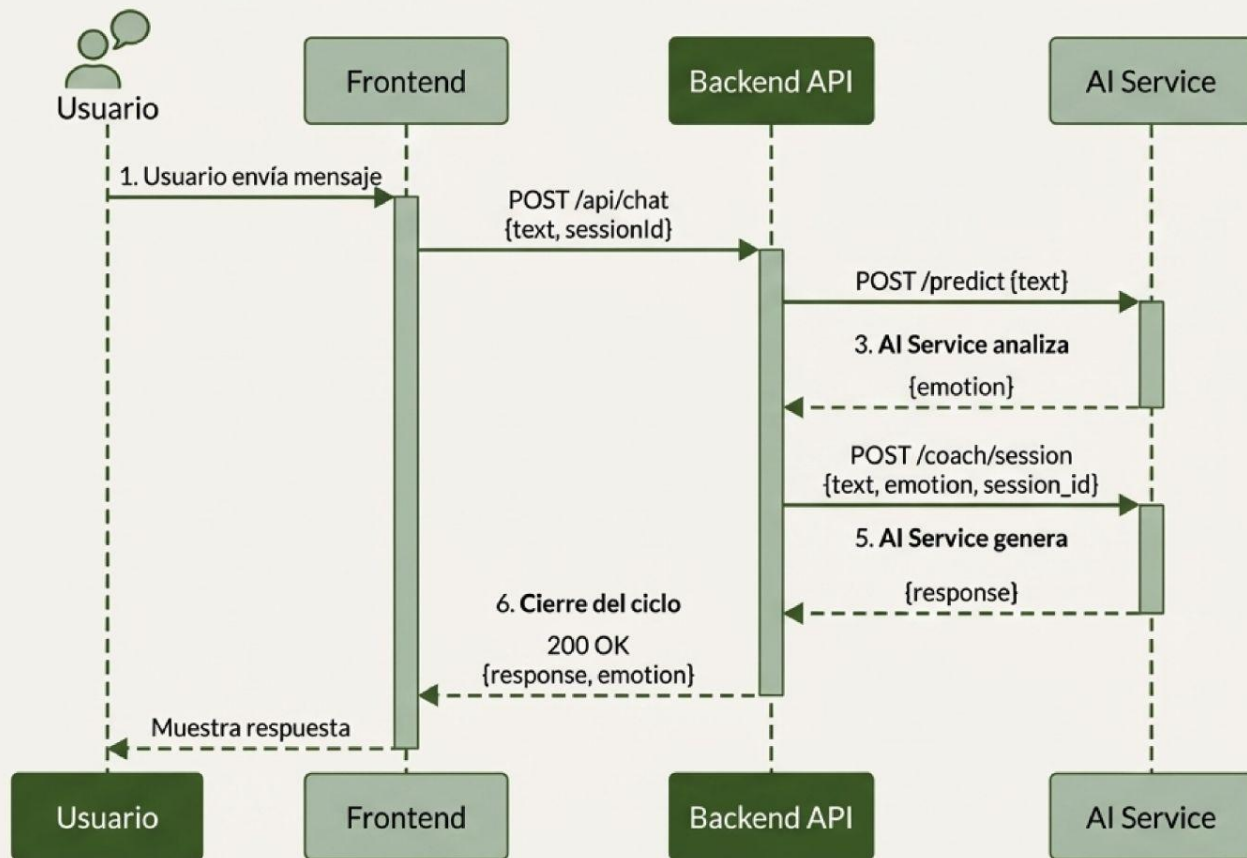 Usuario
Frontend
Backend API
AI Service
1. Usuario envía mensaje
POST /api/chat
{text, sessionId}
POST /predict {text}
3. AI Service analiza
{emotion}
POST /coach/session
{text, emotion, session_id}
5. AI Service genera
{response}
6. Cierre del ciclo
200 OK
{response, emotion}
Muestra respuesta
Usuario
Frontend
Backend API
AI Service